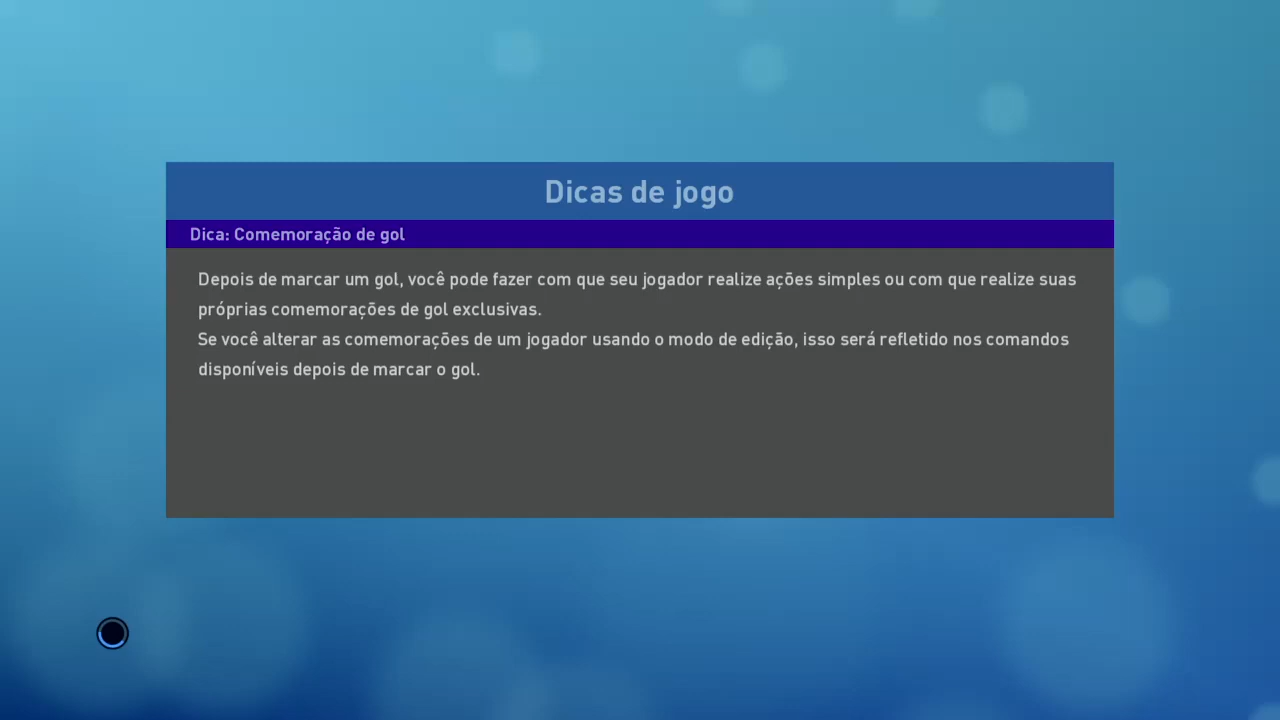 Dicas de jogo
Dica: Comemoração de gol
Depois de marcar um gol, você pode fazer com que seu jogador realize ações simples ou com que realize suas
próprias comemorações de gol exclusivas.
Se você alterar as comemorações de um jogador usando o modo de edição, isso será refletido nos comandos
disponíveis depois de marcar o gol.